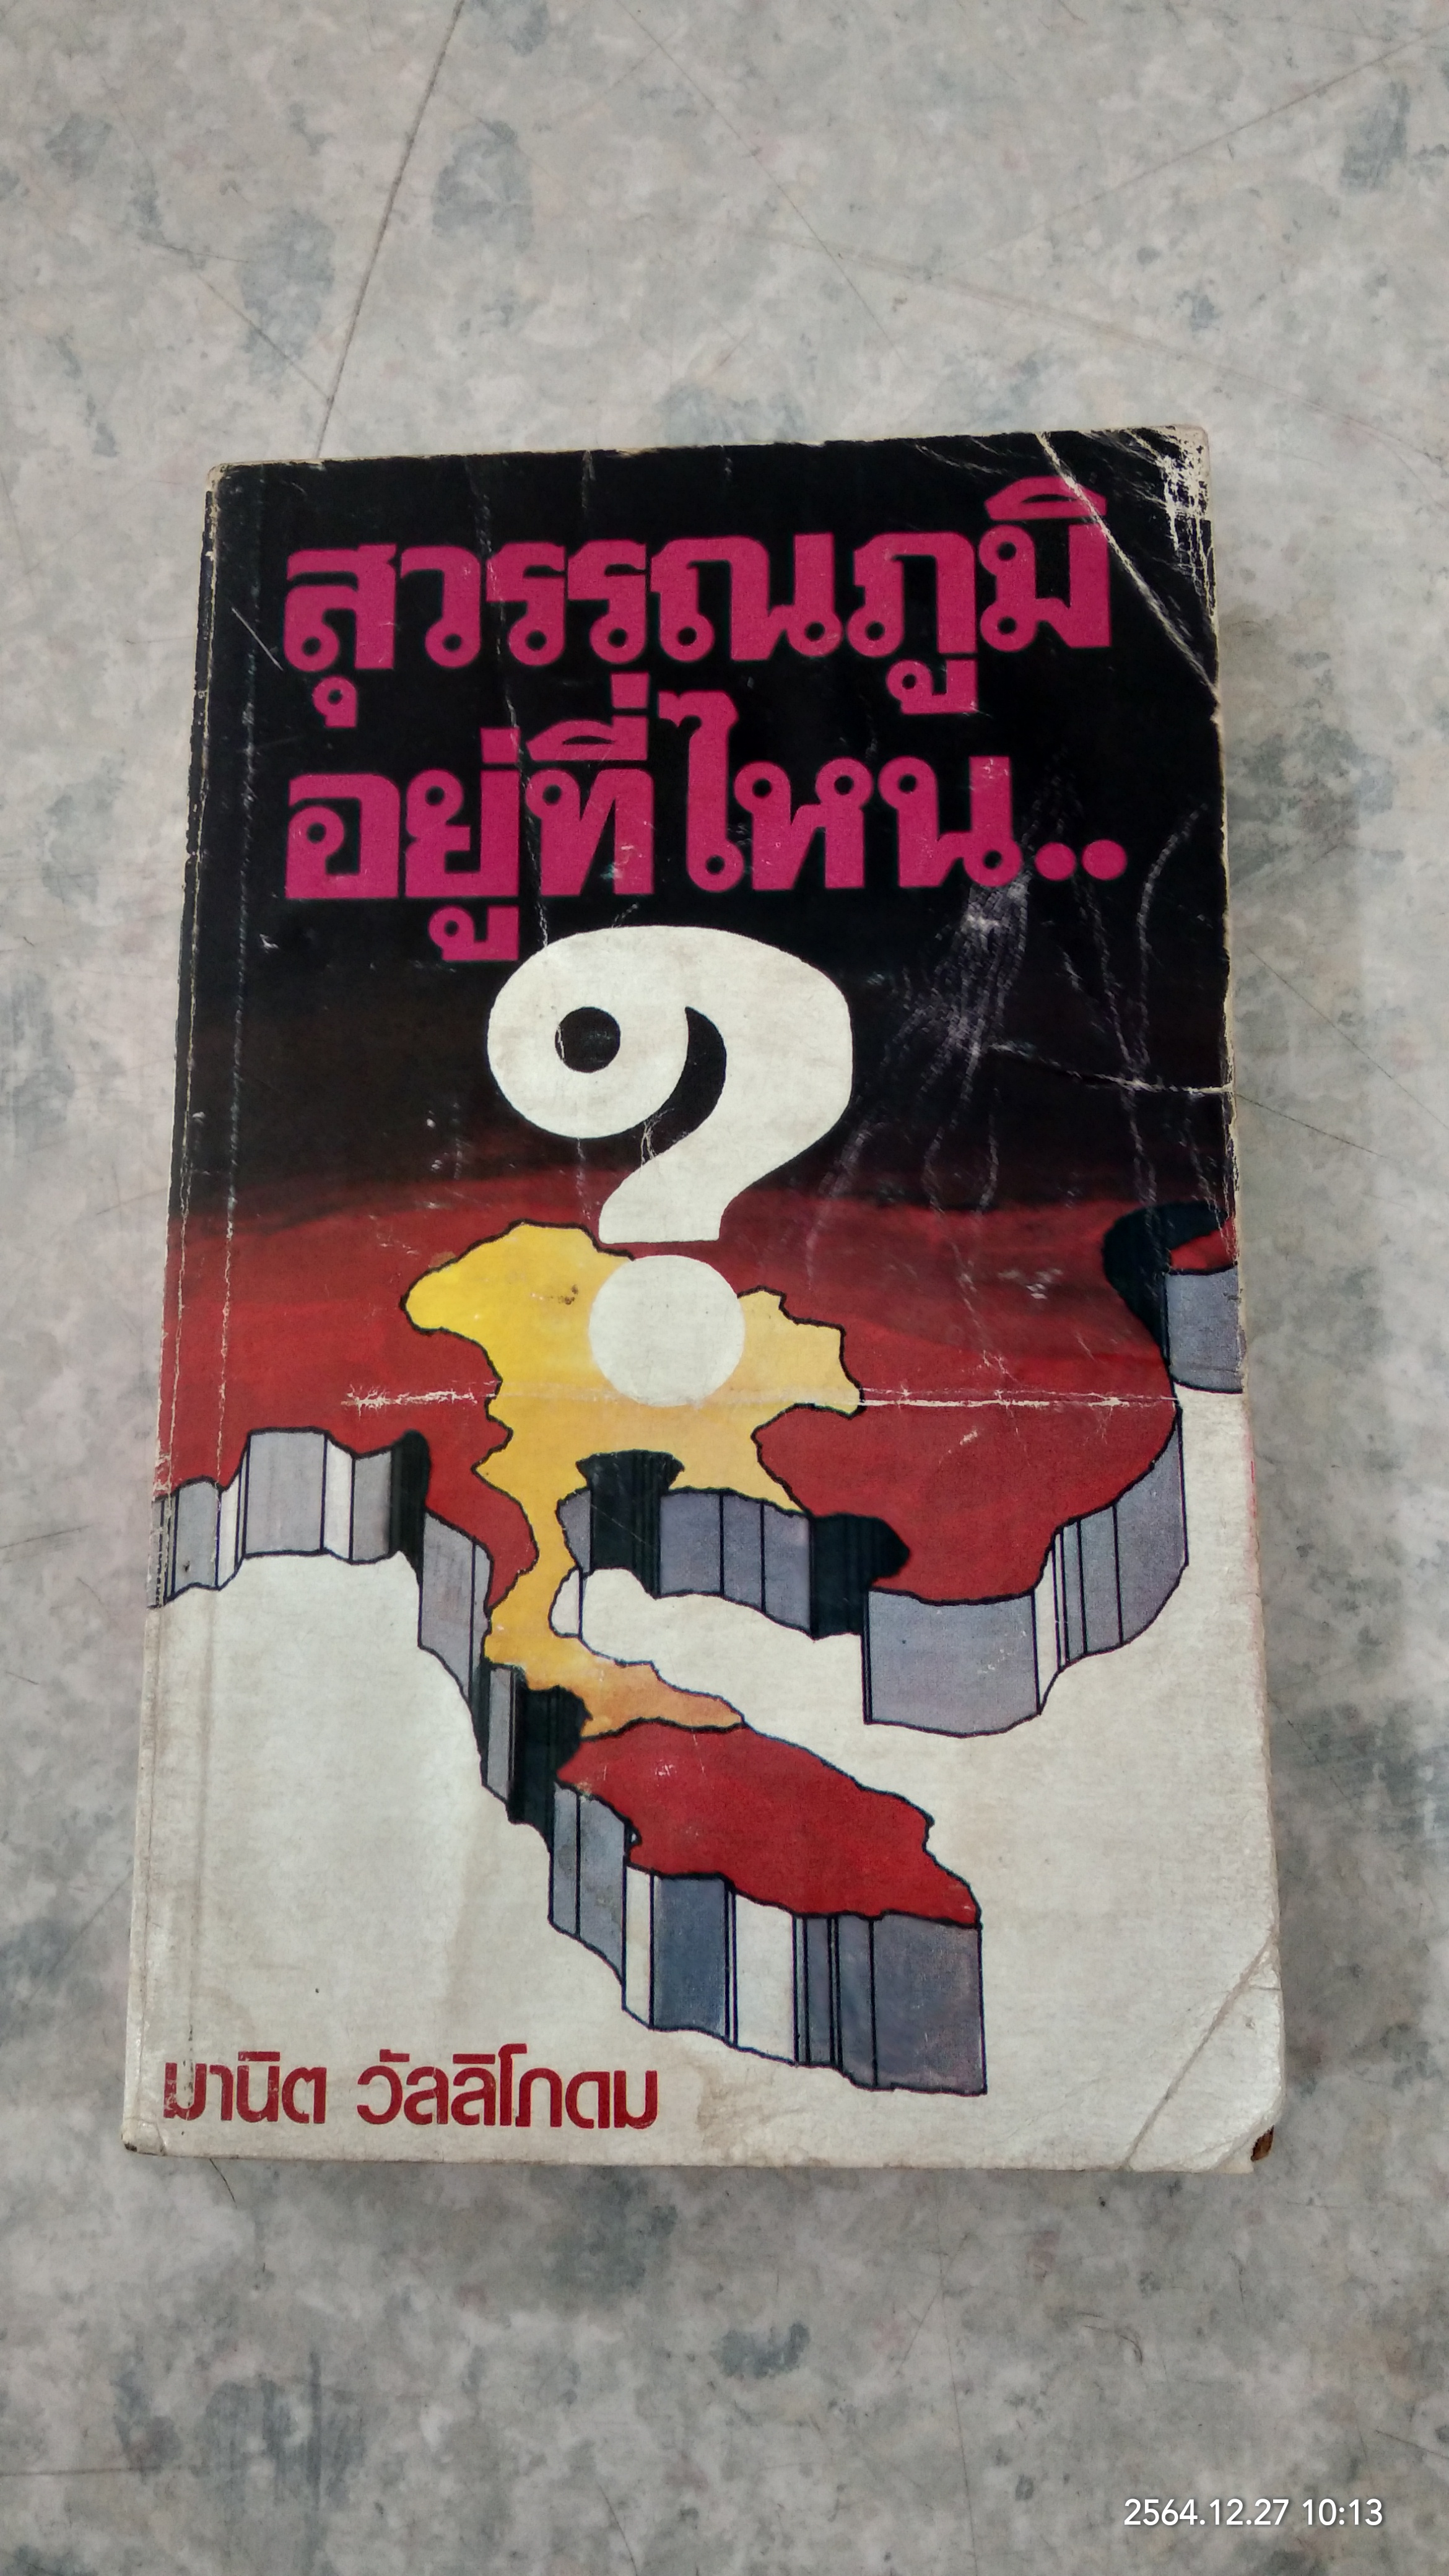 สุวรรณภูมิ
อยู่ที่ไหน..
?
มานิต วัลลิโภดม
2564.12.27 10:13